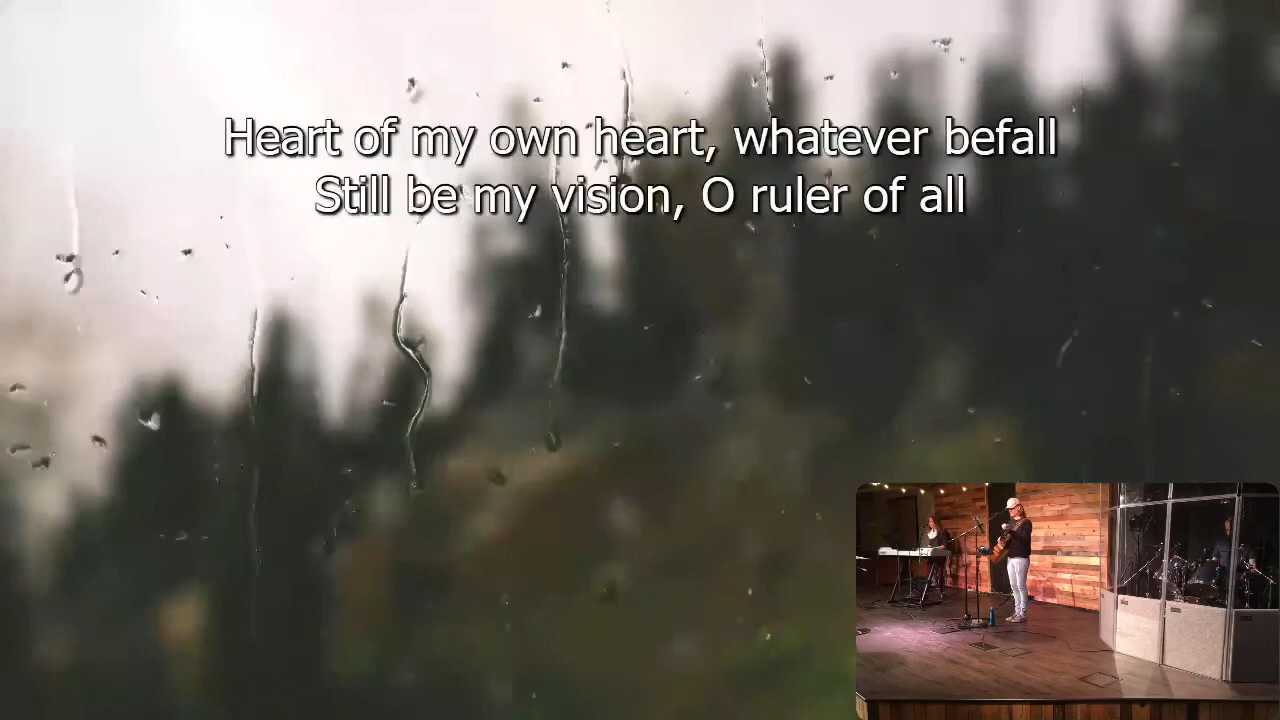 Heart of my own heart, whatever befall
Still be my vision, O ruler of all